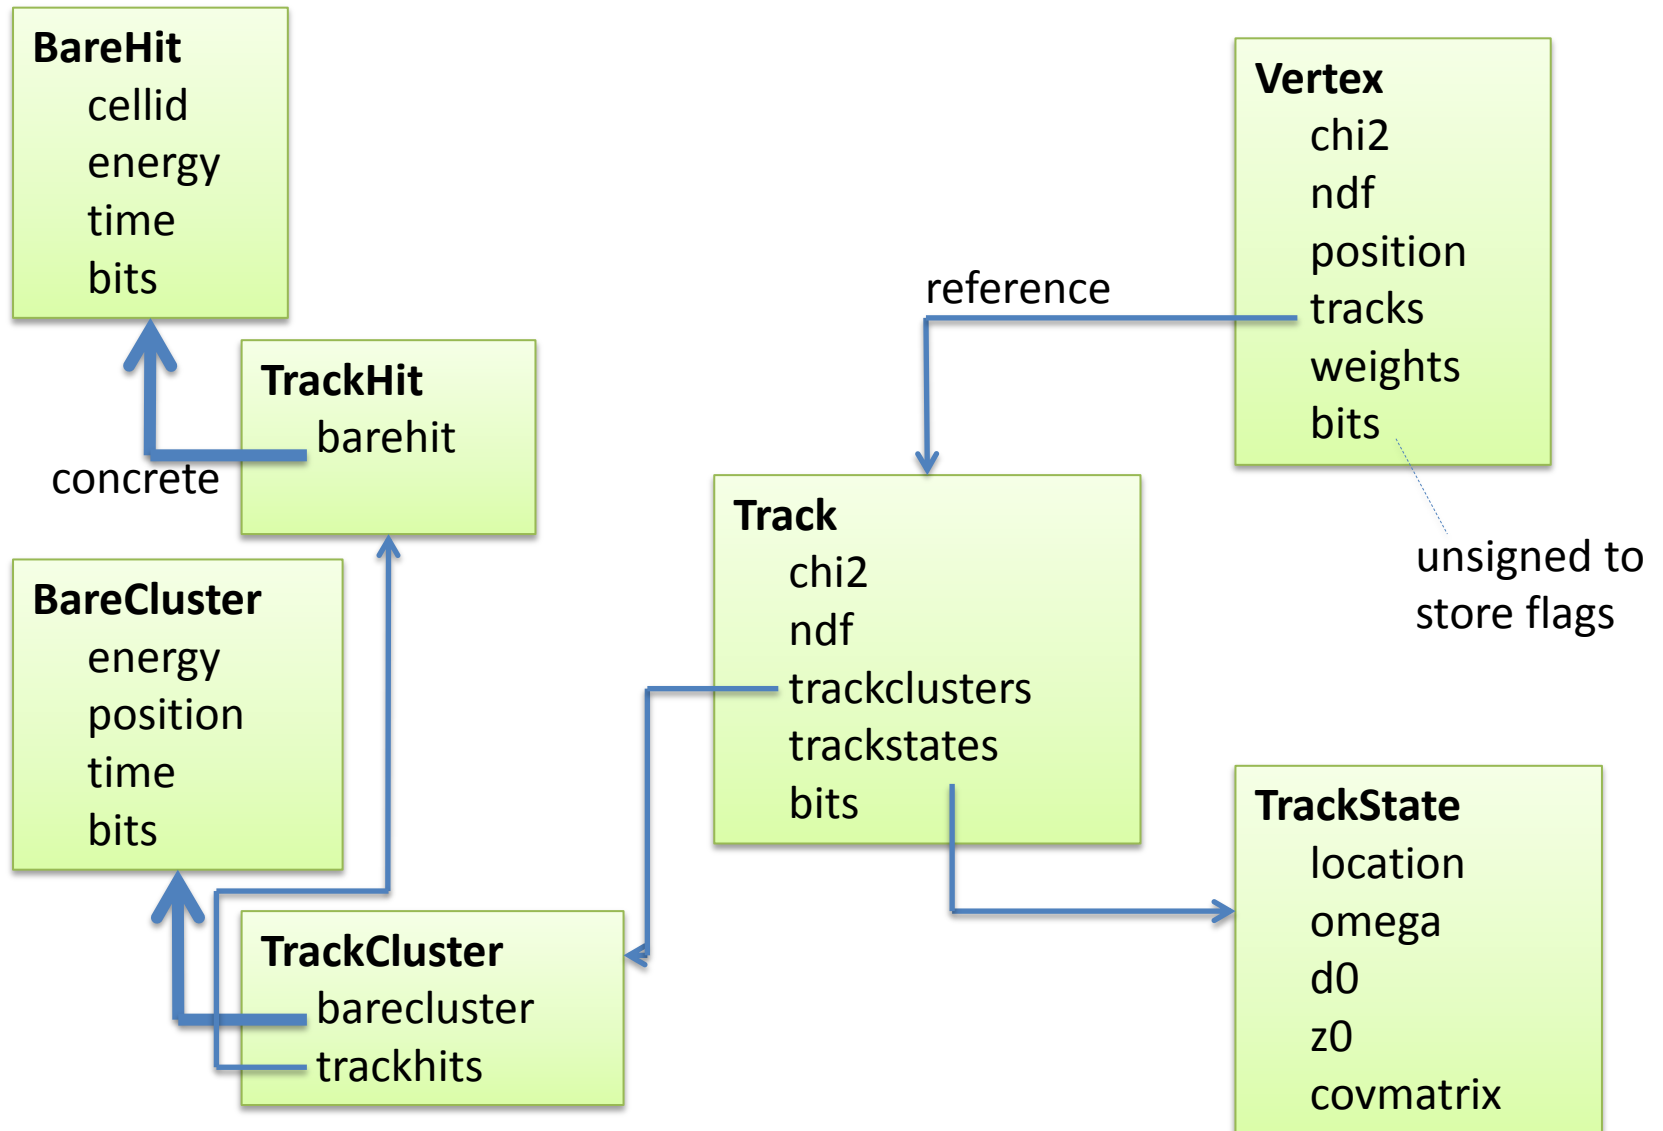 BareHit
cellid
energy
time
bits
TrackHit
barehit
concrete
BareCluster
energy
position
time
bits
TrackCluster
barecluster
trackhits
reference
Track
chi2
ndf
trackclusters
trackstates
bits
Vertex
chi2
ndf
position
tracks
weights
bits
unsigned to
store flags
TrackState
location
omega
d0
z0
covmatrix